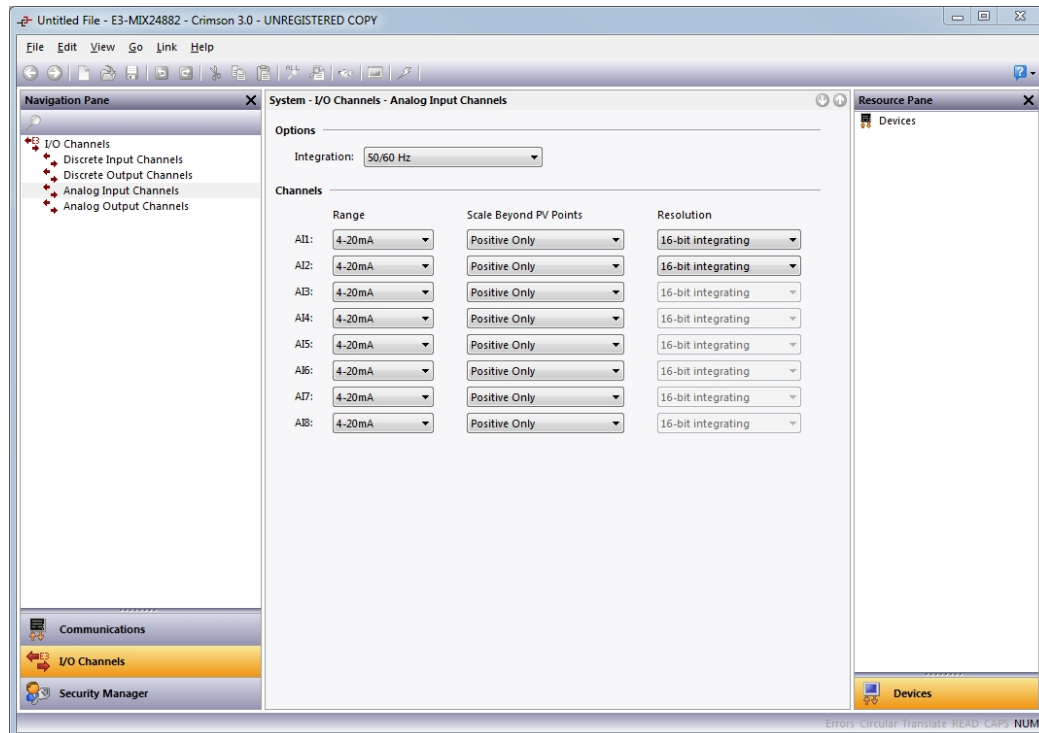 Untitled File - E3-MIX24882 - Crimson 3.0 - UNREGISTERED COPY
File Edit View Go Link Help
Navigation Pane
E3 I/O Channels
Discrete Input Channels
Discrete Output Channels
Analog Input Channels
Analog Output Channels
Communications
E3 I/O Channels
Security Manager
System - I/O Channels - Analog Input Channels
Options
Integration: 50/60 Hz
Channels
Range Scale Beyond PV Points Resolution
AI1: 4-20mA Positive Only 16-bit integrating
AI2: 4-20mA Positive Only 16-bit integrating
AI3: 4-20mA Positive Only 16-bit integrating
AI4: 4-20mA Positive Only 16-bit integrating
AI5: 4-20mA Positive Only 16-bit integrating
AI6: 4-20mA Positive Only 16-bit integrating
AI7: 4-20mA Positive Only 16-bit integrating
AI8: 4-20mA Positive Only 16-bit integrating
Resource Pane
Devices
Devices
Errors Circular Translate READ CAPS NUM